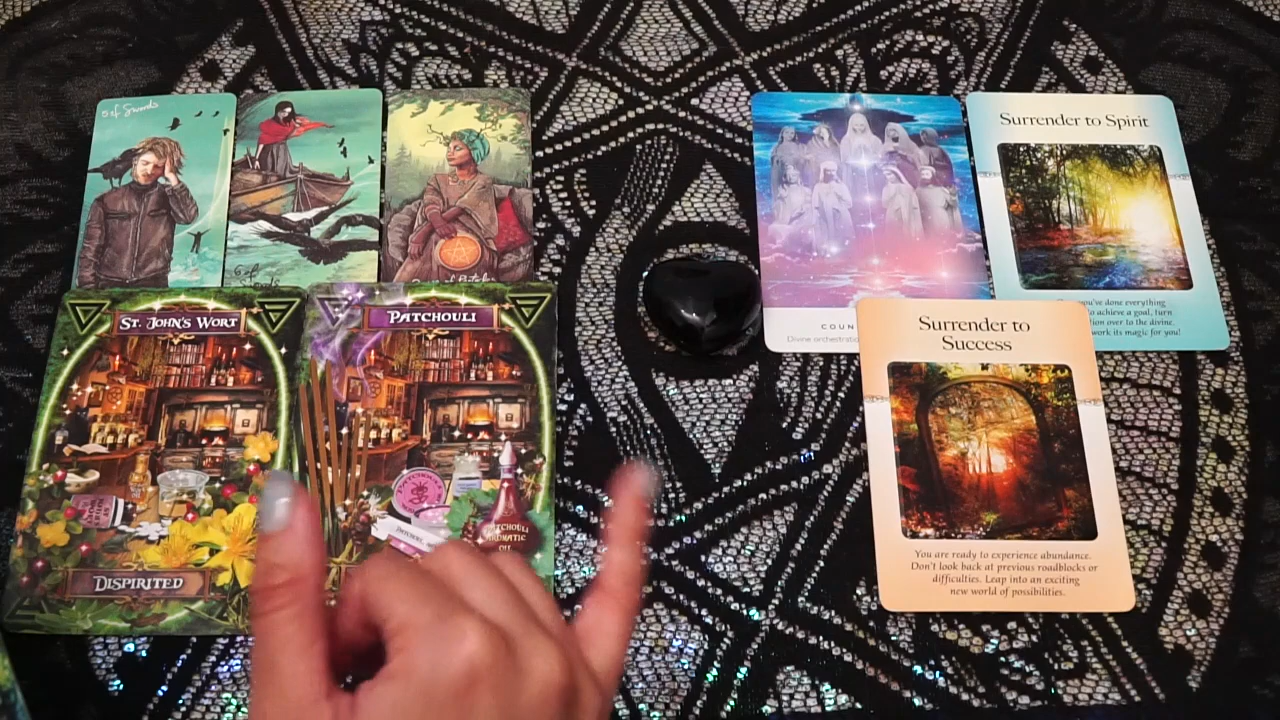 5 of Swords
6 of
Swords
ST. JOHN'S WORT
DISPIRITED
PATCHOULI
PATCHOULI
AROMATIC
OIL
COUN
Divine orchestratio
Surrender to Spirit
you've done everything
to achieve a goal, turn
ion over to the divine.
work its magic for you!
Surrender to
Success
You are ready to experience abundance.
Don't look back at previous roadblocks or
difficulties. Leap into an exciting
new world of possibilities.